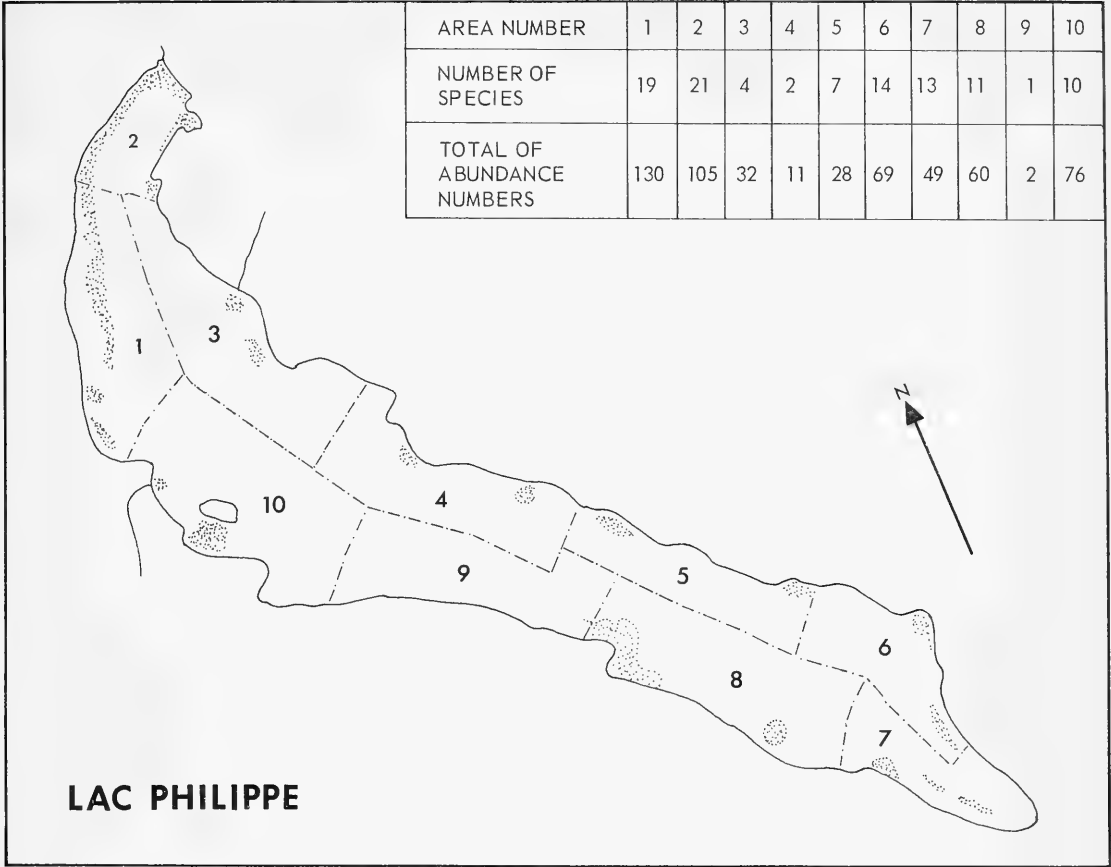 AREA NUMBER 1 2 3 4 5 6 7 8 9 10
NUMBER OF
SPECIES 19 21 4 2 7 14 13 11 1 10
TOTAL OF
ABUNDANCE
NUMBERS 130 105 32 11 28 69 49 60 2 76
2
3
1
N
10
4
9
5
6
8
7
LAC PHILIPPE